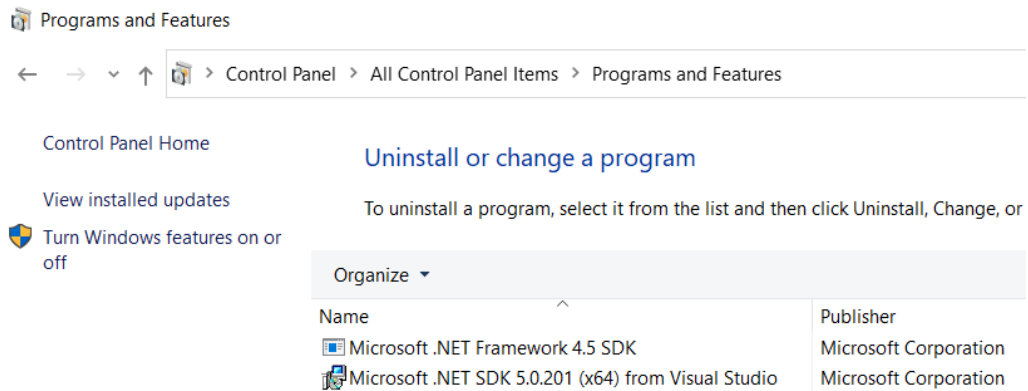 Programs and Features
Control Panel > All Control Panel Items > Programs and Features
Control Panel Home
View installed updates
Turn Windows features on or
off
Uninstall or change a program
To uninstall a program, select it from the list and then click Uninstall, Change, or
Organize
Name Publisher
Microsoft .NET Framework 4.5 SDK Microsoft Corporation
Microsoft .NET SDK 5.0.201 (x64) from Visual Studio Microsoft Corporation